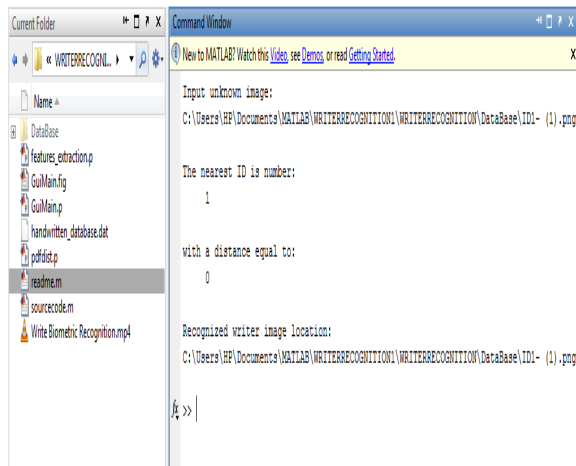 Current Folder
« WRITERRECOGNI...
Name
DataBase
features_extraction.p
GuiMain.fig
GuiMain.p
handwritten_database.dat
pdfdist.p
readme.m
sourcecode.m
Write Biometric Recognition.mp4
Command Window
New to MATLAB? Watch this Video, see Demos, or read Getting Started.
X
Input unknown image:
C:\Users\HP\Documents\MATLAB\WRITERRECOGNITION1\WRITERRECOGNITION\DataBase\ID1- (1).png
The nearest ID is number:
1
with a distance equal to:
0
Recognized writer image location:
C:\Users\HP\Documents\MATLAB\WRITERRECOGNITION1\WRITERRECOGNITION\DataBase\ID1- (1).png
fx >>